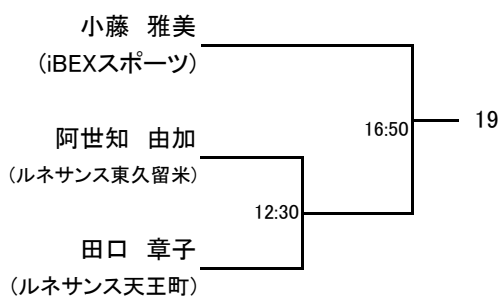 小藤　雅美
(iBEXスポーツ)
16:50
19
阿世知　由加
(ルネサンス東久留米)
12:30
田口　章子
(ルネサンス天王町)